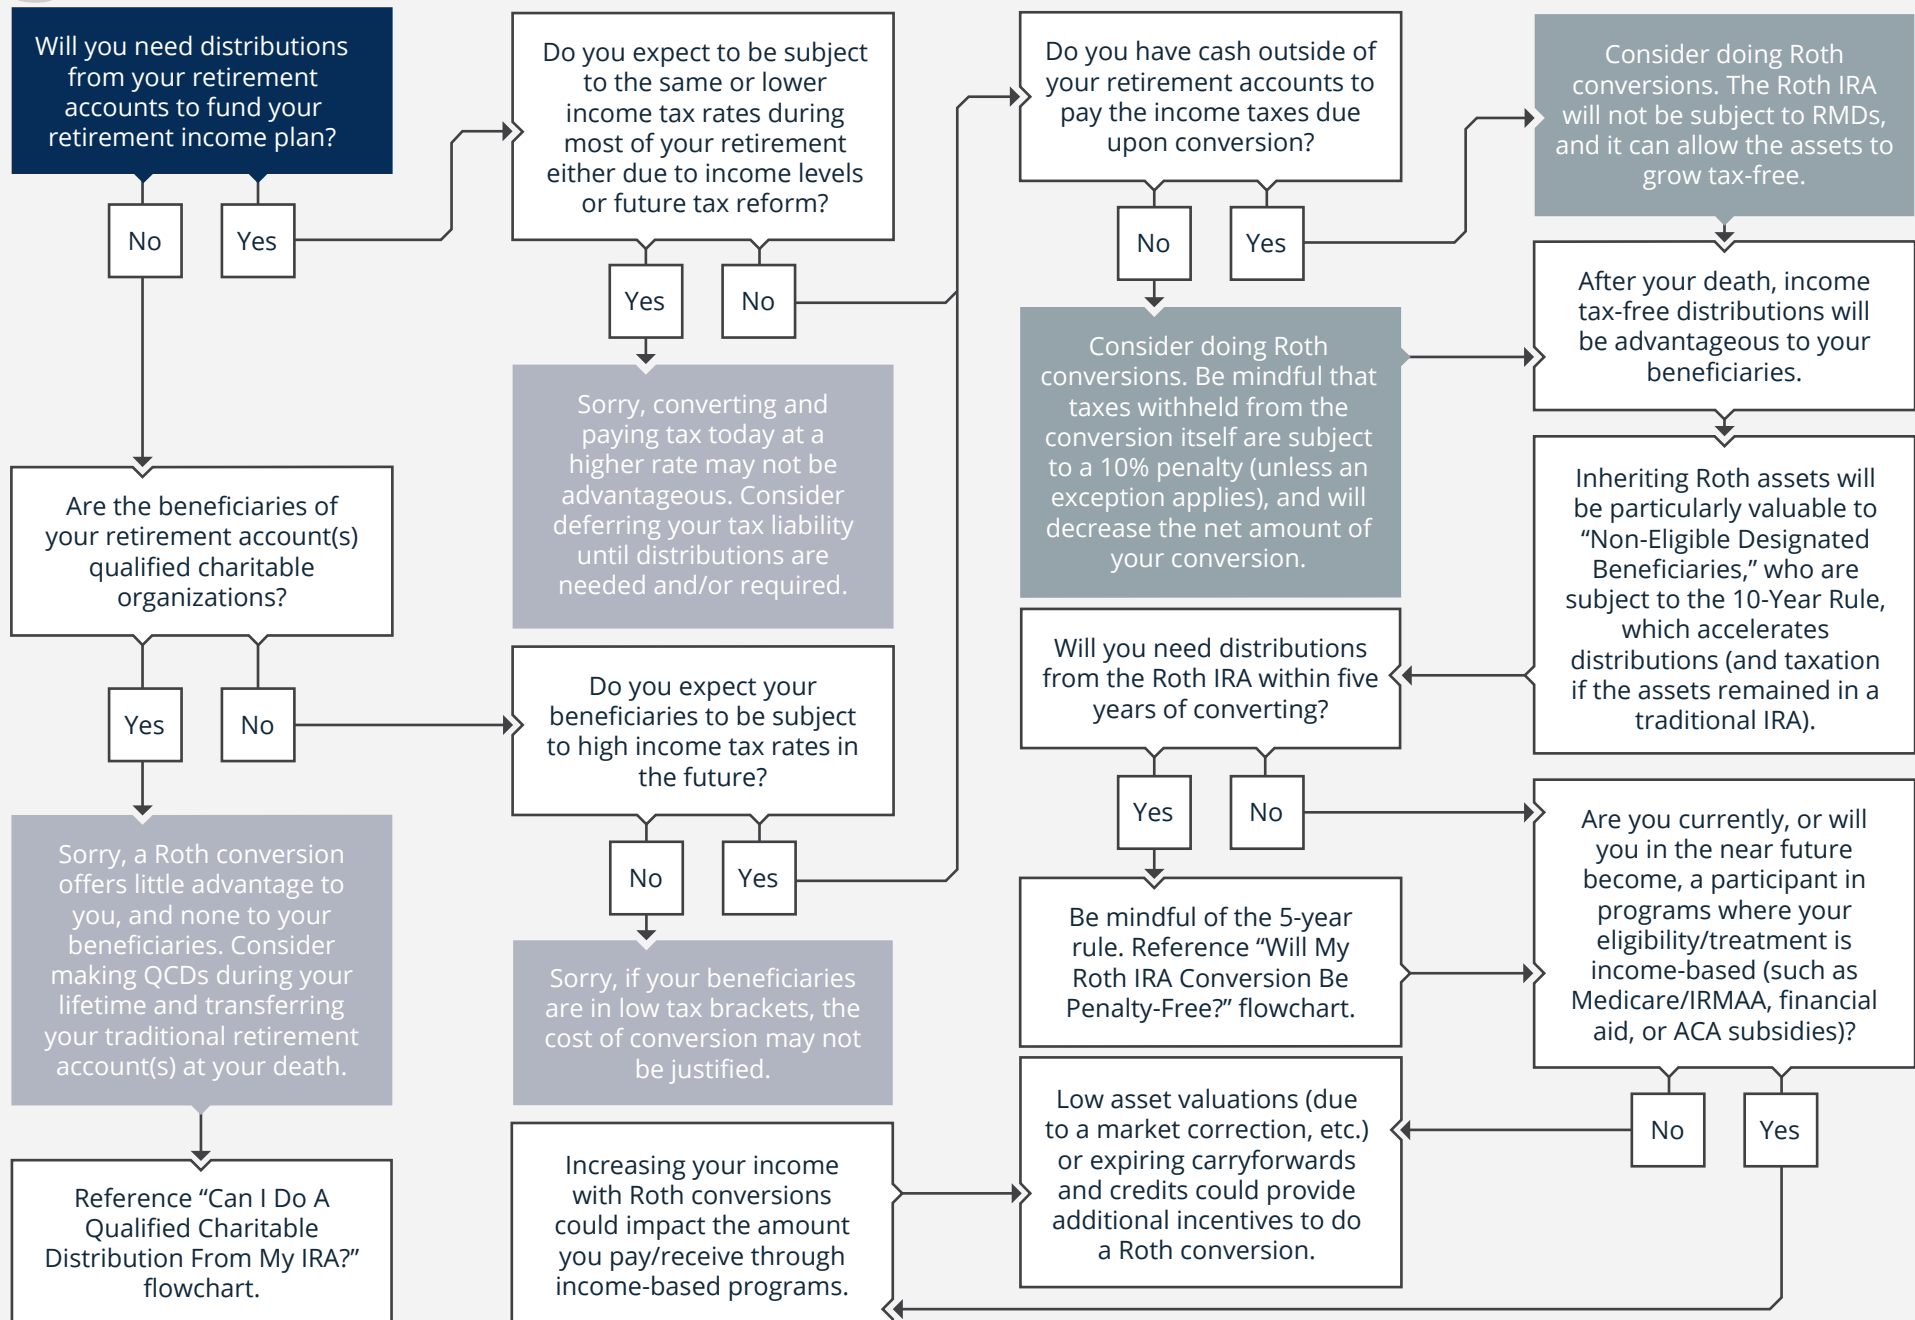 Will you need distributions
from your retirement
accounts to fund your
retirement income plan?
No
Yes
Are the beneficiaries of
your retirement account(s)
qualified charitable
organizations?
Yes
No
Sorry, a Roth conversion
offers little advantage to
you, and none to your
beneficiaries. Consider
making QCDs during your
lifetime and transferring
your traditional retirement
account(s) at your death.
Reference “Can I Do A
Qualified Charitable
Distribution From My IRA?”
flowchart.
Do you expect to be subject
to the same or lower
income tax rates during
most of your retirement
either due to income levels
or future tax reform?
Yes
No
Sorry, converting and
paying tax today at a
higher rate may not be
advantageous. Consider
deferring your tax liability
until distributions are
needed and/or required.
Do you expect your
beneficiaries to be subject
to high income tax rates in
the future?
No
Yes
Sorry, if your beneficiaries
are in low tax brackets, the
cost of conversion may not
be justified.
Increasing your income
with Roth conversions
could impact the amount
you pay/receive through
income-based programs.
Do you have cash outside of
your retirement accounts to
pay the income taxes due
upon conversion?
No
Yes
Consider doing Roth
conversions. Be mindful that
taxes withheld from the
conversion itself are subject
to a 10% penalty (unless an
exception applies), and will
decrease the net amount of
your conversion.
Will you need distributions
from the Roth IRA within five
years of converting?
Yes
No
Be mindful of the 5-year
rule. Reference “Will My
Roth IRA Conversion Be
Penalty-Free?” flowchart.
Low asset valuations (due
to a market correction, etc.)
or expiring carryforwards
and credits could provide
additional incentives to do
a Roth conversion.
Consider doing Roth
conversions. The Roth IRA
will not be subject to RMDs,
and it can allow the assets to
grow tax-free.
After your death, income
tax-free distributions will
be advantageous to your
beneficiaries.
Inheriting Roth assets will
be particularly valuable to
“Non-Eligible Designated
Beneficiaries,” who are
subject to the 10-Year Rule,
which accelerates
distributions (and taxation
if the assets remained in a
traditional IRA).
Are you currently, or will
you in the near future
become, a participant in
programs where your
eligibility/treatment is
income-based (such as
Medicare/IRMAA, financial
aid, or ACA subsidies)?
No
Yes